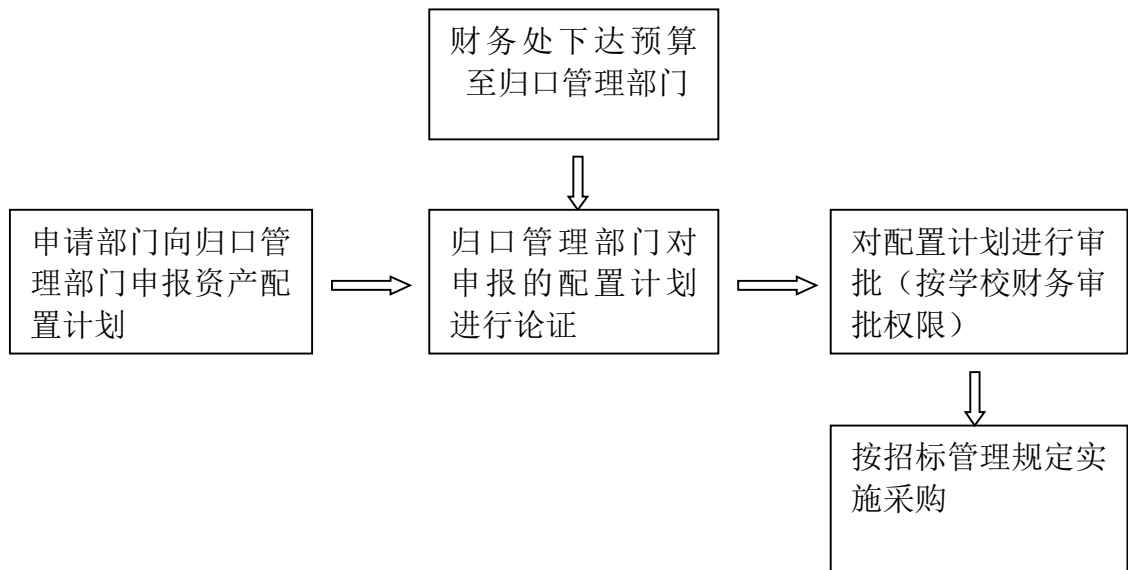 财务处下达预算
至归口管理部门
申请部门向归口管
理部门申报资产配
置计划
归口管理部门对
申报的配置计划
进行论证
对配置计划进行审
批（按学校财务审
批权限）
按招标管理规定实
施采购